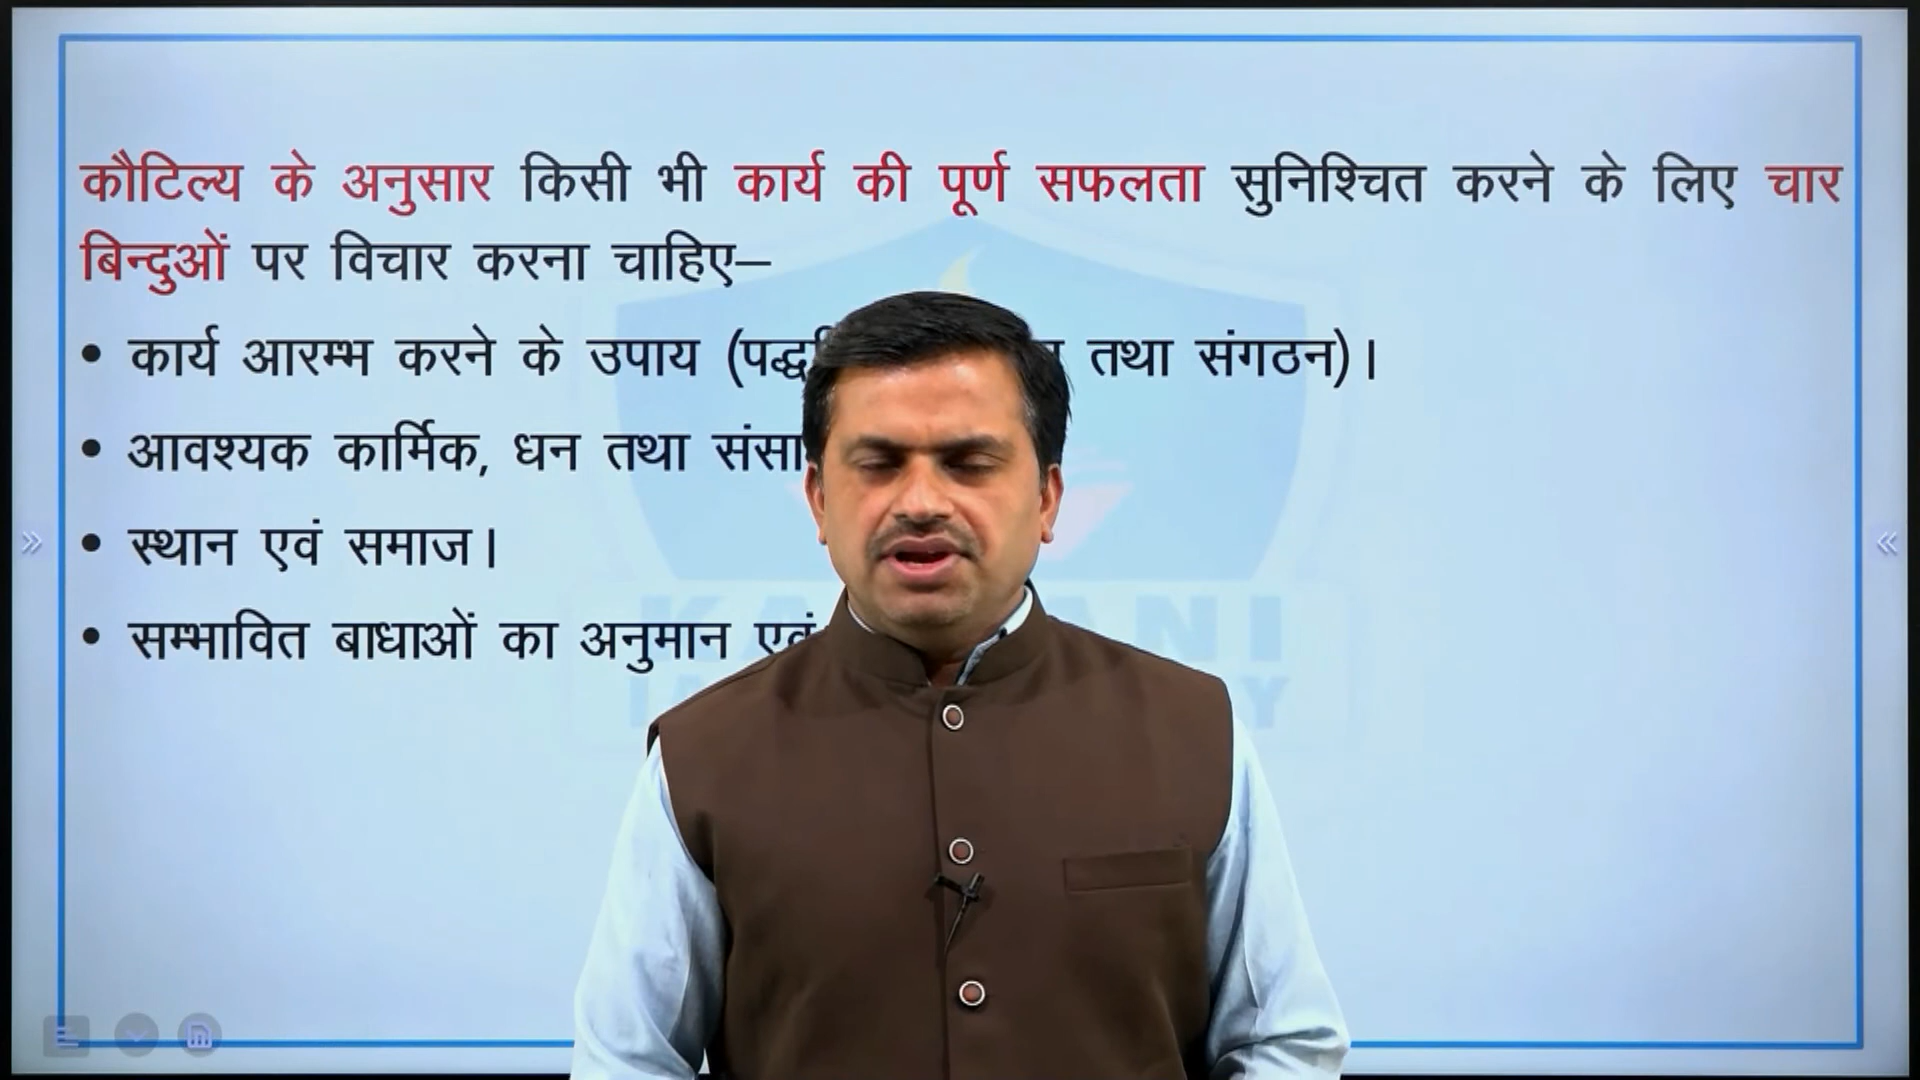 कौटिल्य के अनुसार किसी भी कार्य की पूर्ण सफलता सुनिश्चित करने के लिए चार
बिन्दुओं पर विचार करना चाहिए–
• कार्य आरम्भ करने के उपाय तथा संगठन)।
• आवश्यक कार्मिक, धन तथा
• स्थान एवं समाज।
• सम्भावित बाधाओं का अनुमान एवं